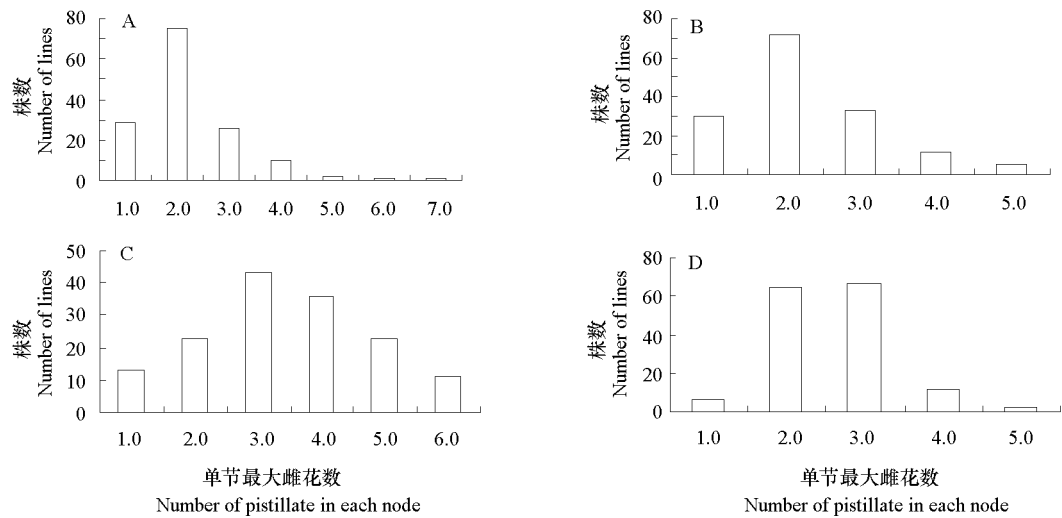 A
80
60
40
20
0
株数
Number of lines
1.0 2.0 3.0 4.0 5.0 6.0 7.0
B
80
60
40
20
0
株数
Number of lines
1.0 2.0 3.0 4.0 5.0
C
50
40
30
20
10
0
株数
Number of lines
1.0 2.0 3.0 4.0 5.0 6.0
单节最大雌花数
Number of pistillate in each node
D
80
60
40
20
0
株数
Number of lines
1.0 2.0 3.0 4.0 5.0
单节最大雌花数
Number of pistillate in each node